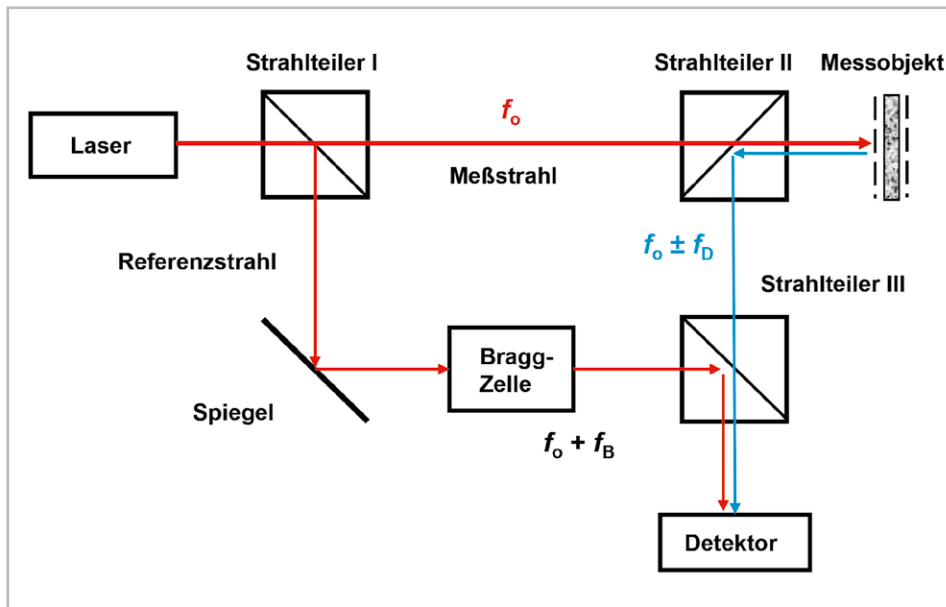 Strahlteiler I
Strahlteiler II
Messobjekt
Laser
fo
Meßstrahl
Referenzstrahl
fo ± fD
Strahlteiler III
Bragg-
Zelle
Spiegel
fo + fB
Detektor